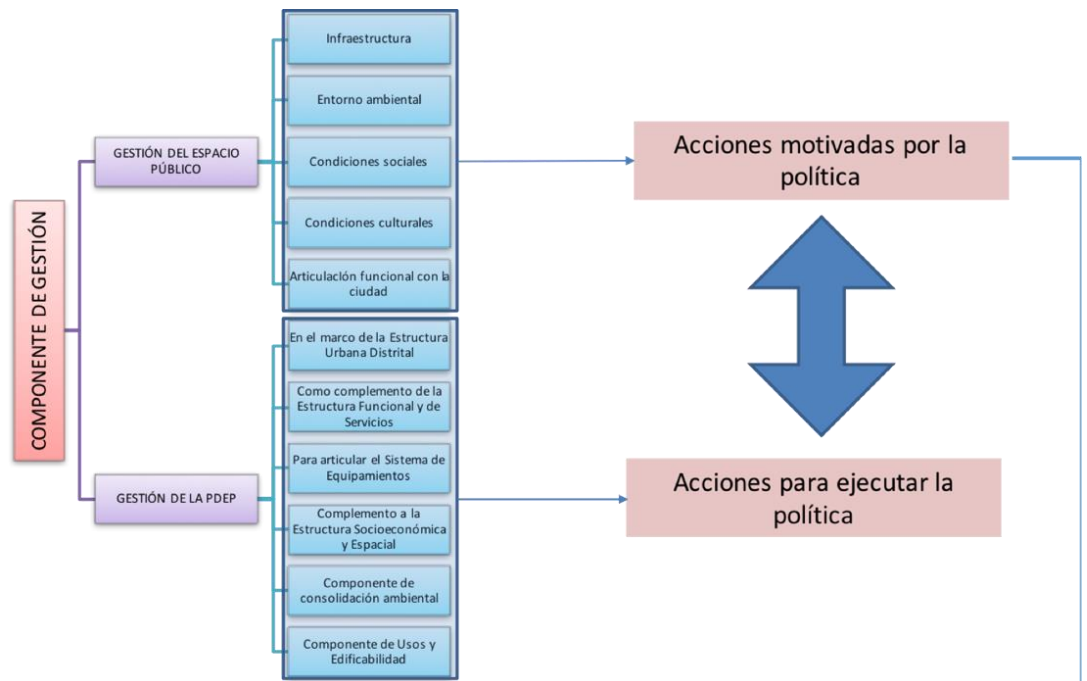 COMPONENTE DE GESTIÓN
GESTIÓN DEL ESPACIO
PÚBLICO
Infraestructura
Entorno ambiental
Condiciones sociales
Condiciones culturales
Articulación funcional con la
ciudad
Acciones motivadas por la
política
GESTIÓN DE LA PDEP
En el marco de la Estructura
Urbana Distrital
Como complemento de la
Estructura Funcional y de
Servicios
Para articular el Sistema de
Equipamientos
Complemento a la
Estructura Socioeconómica
y Espacial
Componente de
consolidación ambiental
Componente de Usos y
Edificabilidad
Acciones para ejecutar la
política